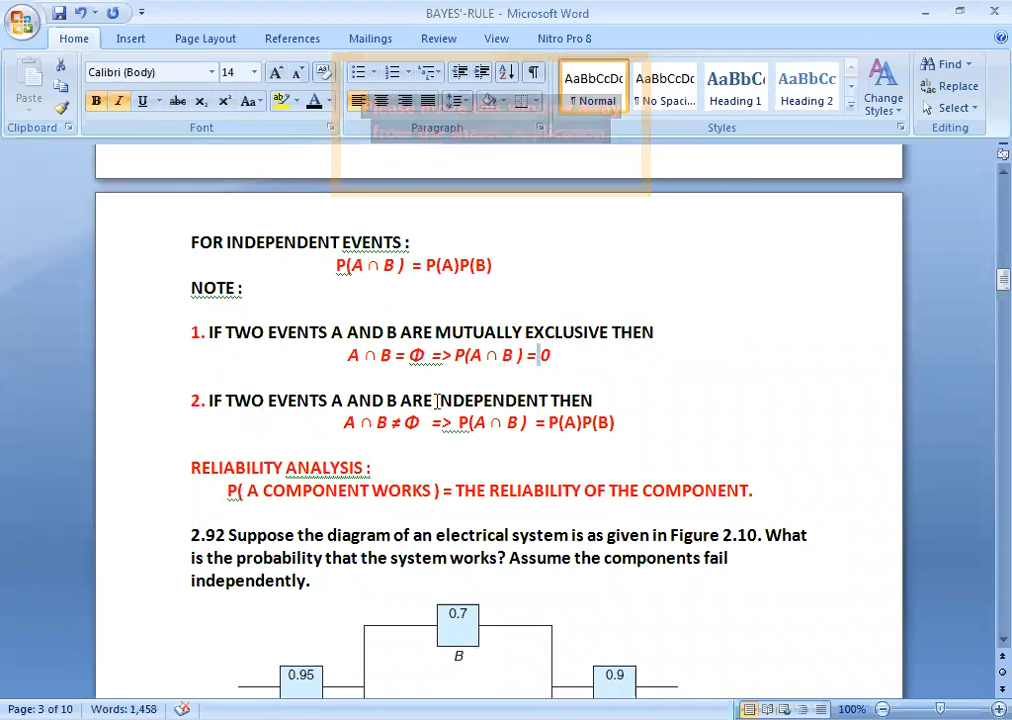 BAYES'-RULE - Microsoft Word
Home Insert Page Layout References Mailings Review View Nitro Pro 8
Calibri (Body) 14
Paste
B I U abc X₂ X² Aa A
AaBbCcDc AaBbCcDc AaBbC AaBbCc
¶ Normal ¶ No Spaci... Heading 1 Heading 2
Change Styles
Find
Replace
Select
Clipboard Font Paragraph Styles Editing
FOR INDEPENDENT EVENTS :
P(A ∩ B ) = P(A)P(B)
NOTE :
1. IF TWO EVENTS A AND B ARE MUTUALLY EXCLUSIVE THEN
A ∩ B = Φ => P(A ∩ B ) = 0
2. IF TWO EVENTS A AND B ARE INDEPENDENT THEN
A ∩ B ≠ Φ => P(A ∩ B ) = P(A)P(B)
RELIABILITY ANALYSIS :
P( A COMPONENT WORKS ) = THE RELIABILITY OF THE COMPONENT.
2.92 Suppose the diagram of an electrical system is as given in Figure 2.10. What
is the probability that the system works? Assume the components fail
independently.
0.7
B
0.95 0.9
Page: 3 of 10 Words: 1,458 100%